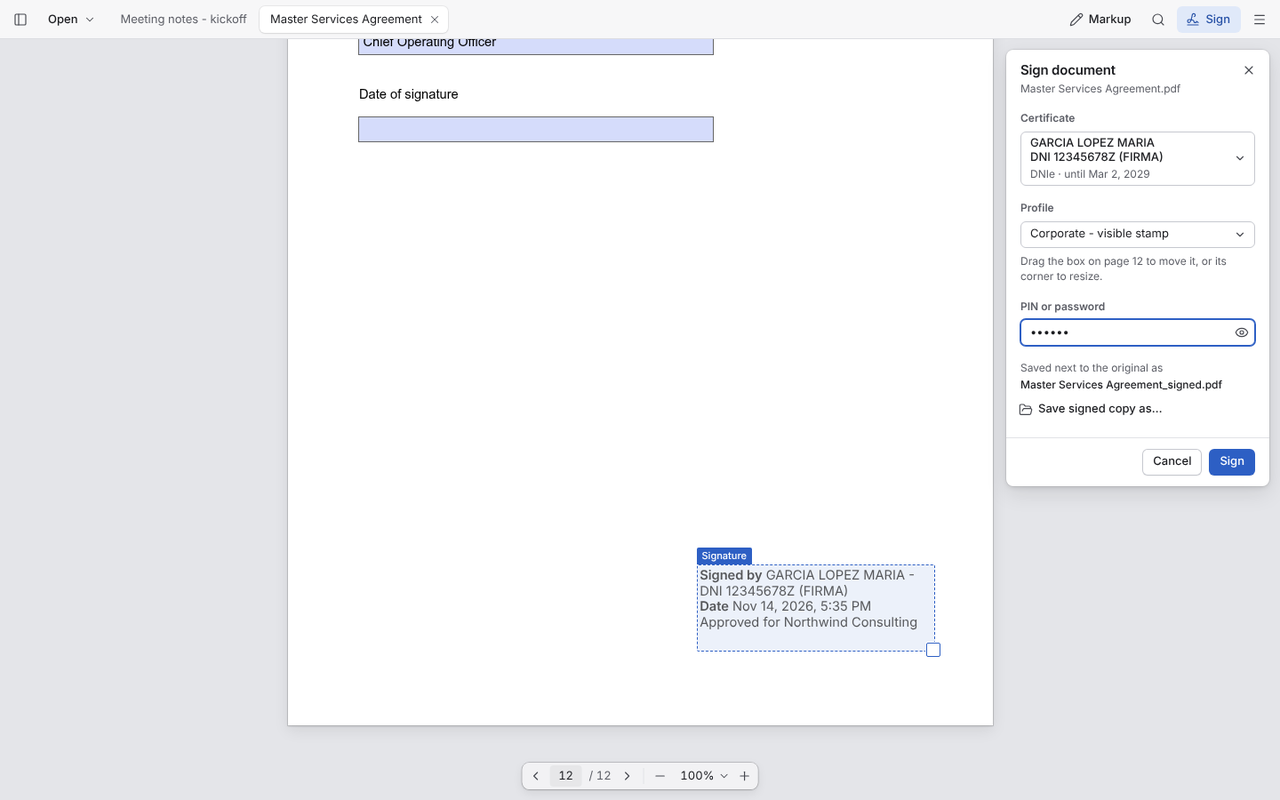 Open
Meeting notes - kickoff
Master Services Agreement
Markup
Sign
Chief Operating Officer
Date of signature
Signature
Signed by GARCIA LOPEZ MARIA -
DNI 12345678Z (FIRMA)
Date Nov 14, 2026, 5:35 PM
Approved for Northwind Consulting
Sign document
Master Services Agreement.pdf
Certificate
GARCIA LOPEZ MARIA
DNI 12345678Z (FIRMA)
DNIe · until Mar 2, 2029
Profile
Corporate - visible stamp
Drag the box on page 12 to move it, or its
corner to resize.
PIN or password
••••••
Saved next to the original as
Master Services Agreement_signed.pdf
Save signed copy as...
Cancel
Sign
12 / 12
100%